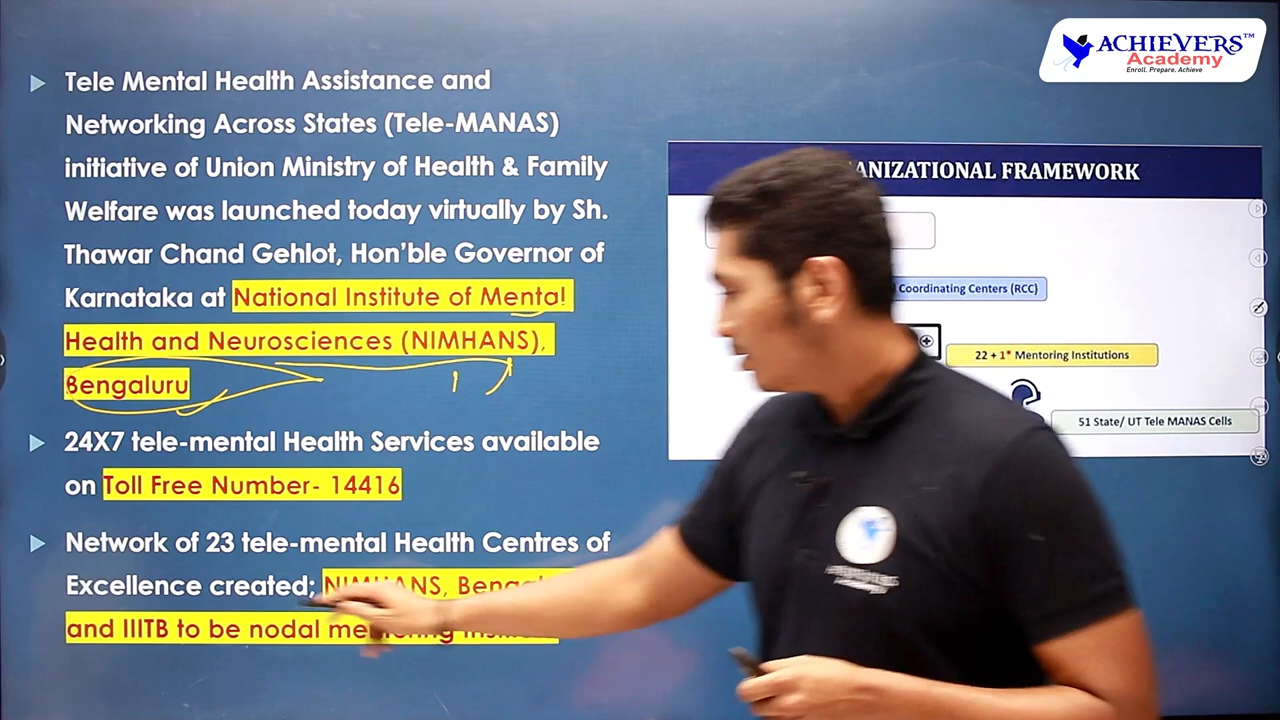 ACHIEVERS™
Academy
Enroll. Prepare. Achieve
Tele Mental Health Assistance and
Networking Across States (Tele-MANAS)
initiative of Union Ministry of Health & Family
Welfare was launched today virtually by Sh.
Thawar Chand Gehlot, Hon'ble Governor of
Karnataka at National Institute of Mental
Health and Neurosciences (NIMHANS),
Bengaluru
24X7 tele-mental Health Services available
on Toll Free Number- 14416
Network of 23 tele-mental Health Centres of
Excellence created; NIMHANS,
and IIITB to be nodal
FRAMEWORK
Coordinating Centers (RCC)
22 + 1* Mentoring Institutions
51 State/ UT Tele MANAS Cells